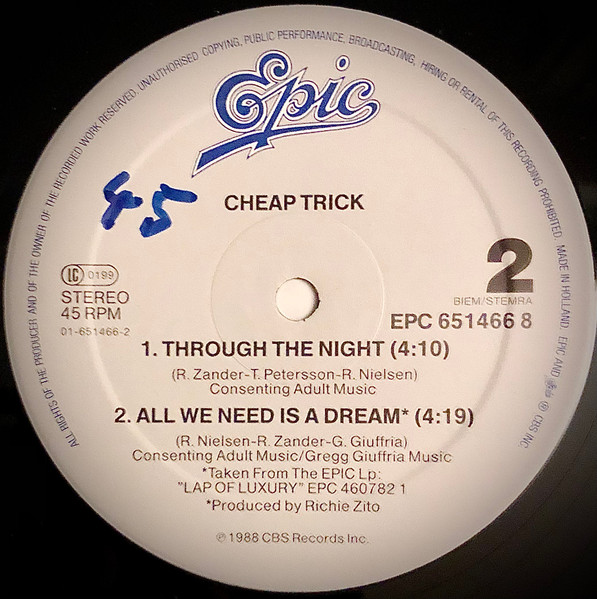 ALL RIGHTS OF THE PRODUCER AND OF THE OWNER OF THE RECORDED WORK RESERVED. UNAUTHORISED COPYING, PUBLIC PERFORMANCE, BROADCASTING, HIRING OR RENTAL OF THIS RECORDING PROHIBITED. MADE IN HOLLAND. EPIC AND ℗ CBS INC
Epic
45
CHEAP TRICK
2
LC 0199
BIEM/STEMRA
STEREO
45 RPM
EPC 651466 8
01-651466-2
1. THROUGH THE NIGHT (4:10)
(R. Zander-T. Petersson-R. Nielsen)
Consenting Adult Music
2. ALL WE NEED IS A DREAM* (4:19)
(R. Nielsen-R. Zander-G. Giuffria)
Consenting Adult Music/Gregg Giuffria Music
*Taken From The EPIC Lp:
"LAP OF LUXURY" EPC 460782 1
*Produced by Richie Zito
℗ 1988 CBS Records Inc.